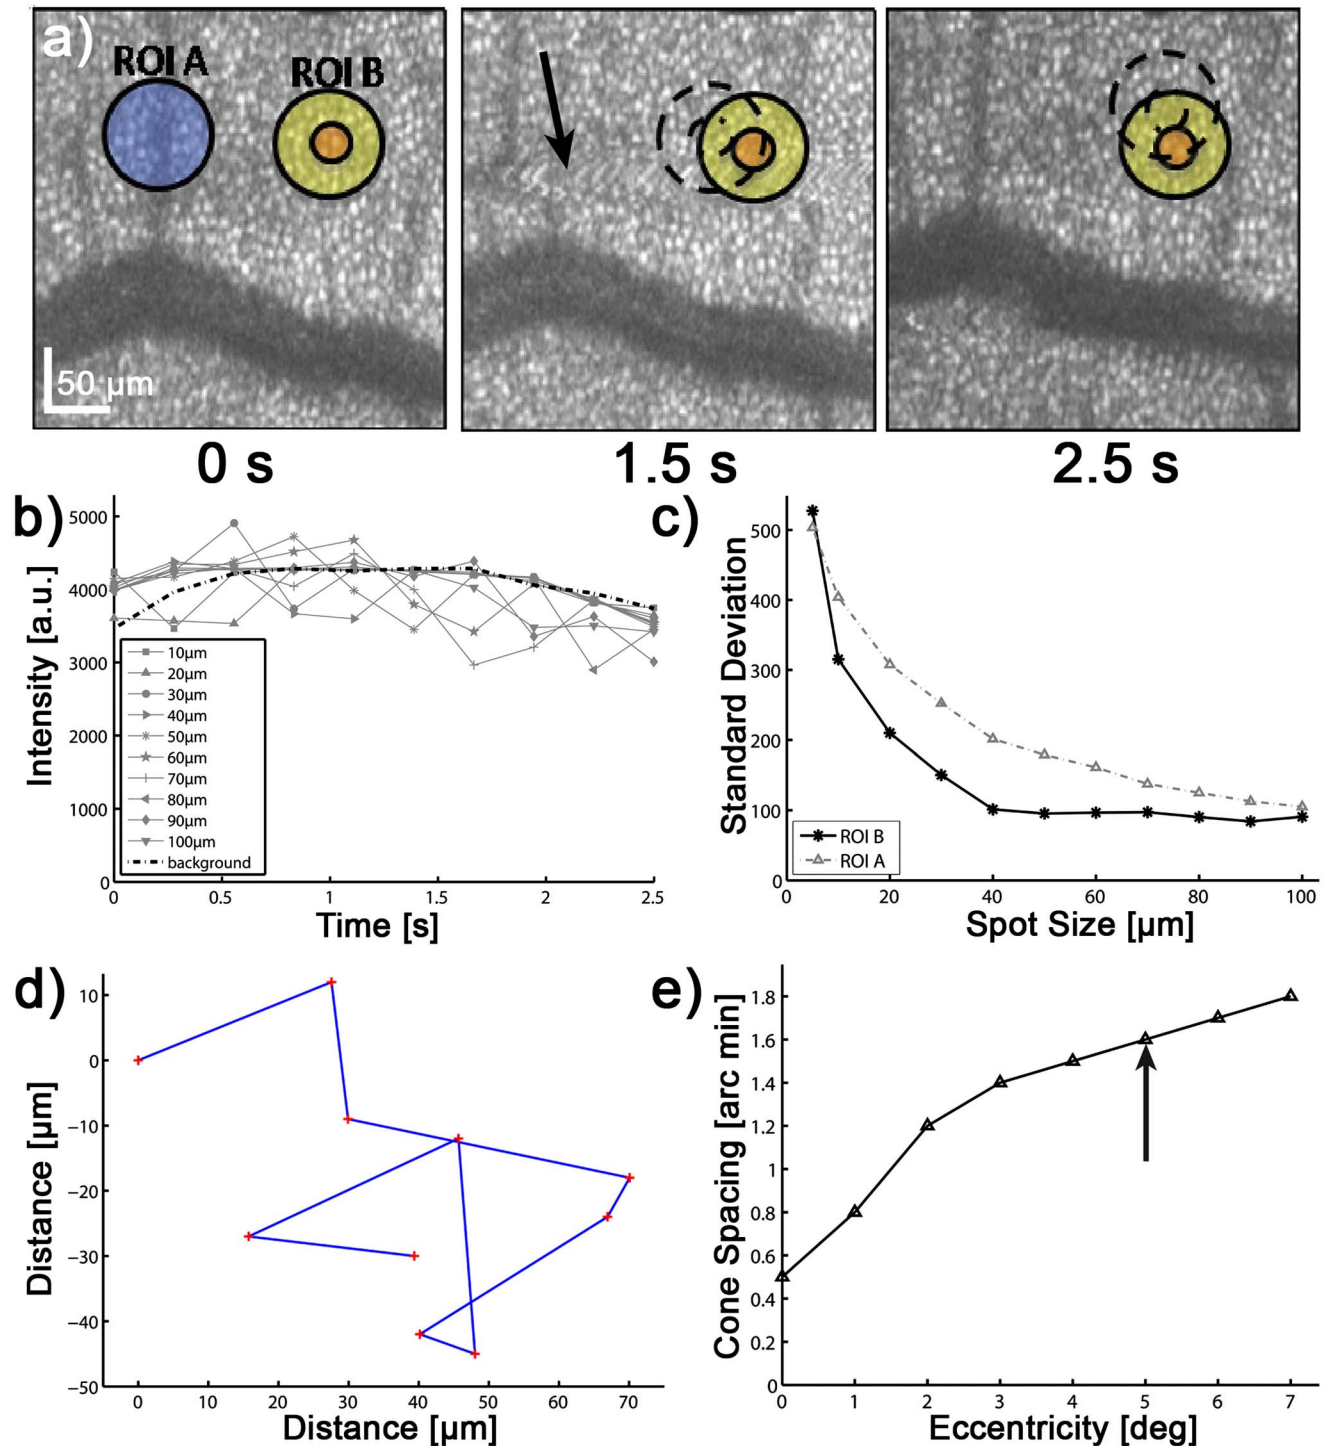 a)
ROI A
ROI B
50 µm
0 s
1.5 s
2.5 s
b)
Intensity [a.u.]
5000
4000
3000
2000
1000
0
10µm
20µm
30µm
40µm
50µm
60µm
70µm
80µm
90µm
100µm
background
0 0.5 1 1.5 2 2.5
Time [s]
c)
Standard Deviation
500
400
300
200
100
0
ROI B
ROI A
0 20 40 60 80 100
Spot Size [µm]
d)
Distance [µm]
10
0
−10
−20
−30
−40
−50
0 10 20 30 40 50 60 70
Distance [µm]
e)
Cone Spacing [arc min]
1.8
1.6
1.4
1.2
1
0.8
0.6
0.4
0.2
0
0 1 2 3 4 5 6 7
Eccentricity [deg]